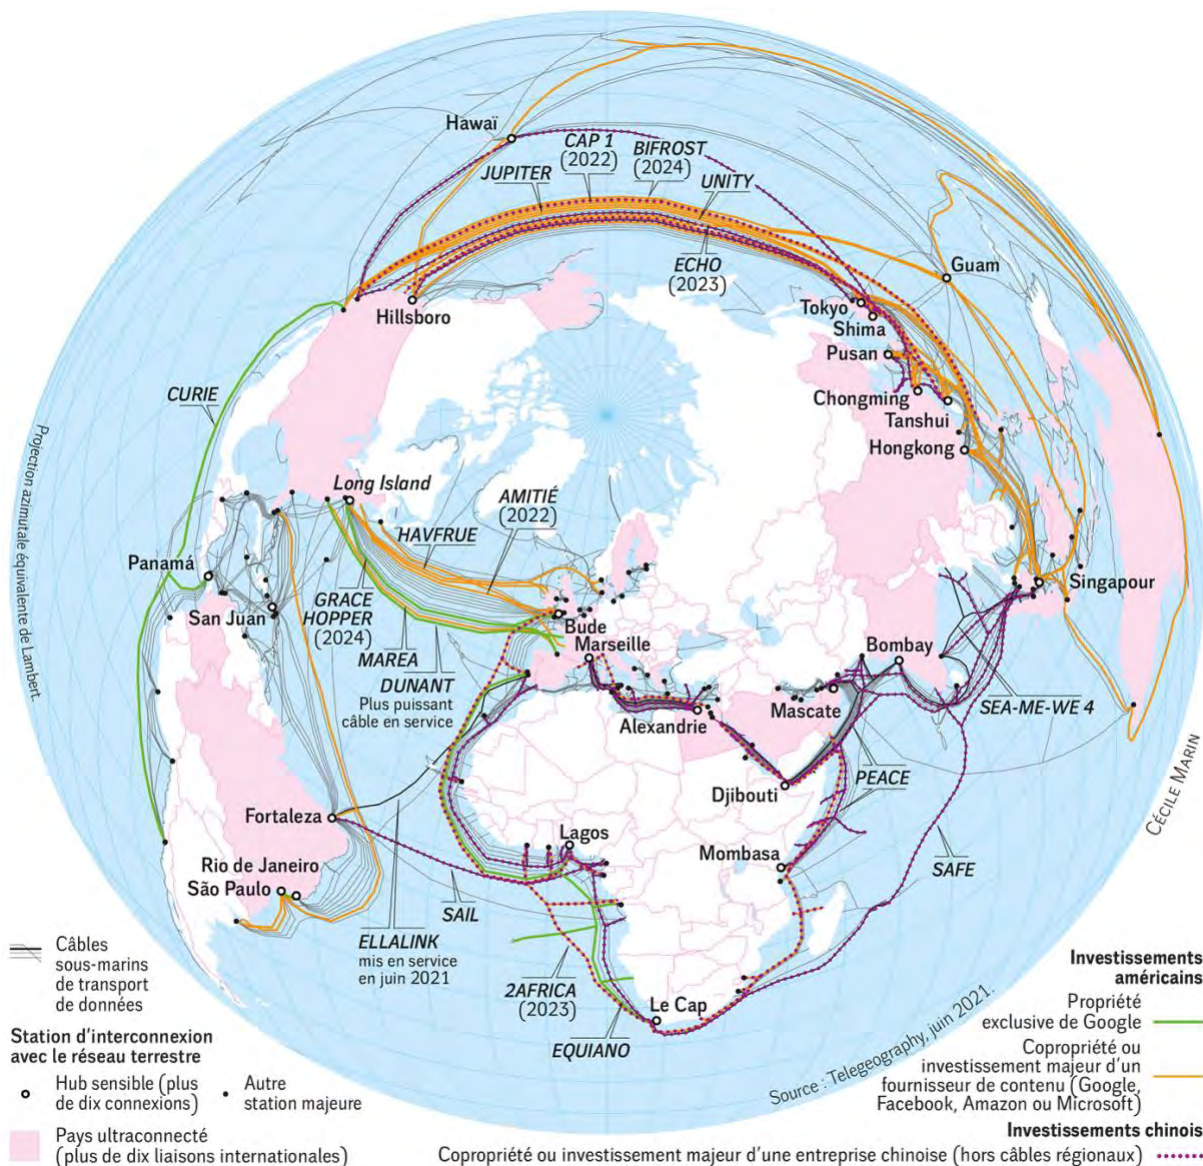 Hawaï
CAP 1
(2022)
BIFROST
(2024)
JUPITER
UNITY
ECHO
(2023)
Guam
Hillsboro
Tokyo
Shima
Pusan
Chongming
Tanshui
Hongkong
CURIE
Projection azimutale équivalente de Lambert.
Long Island
AMITIÉ
(2022)
HAVFRUE
Panamá
San Juan
GRACE
HOPPER
(2024)
MAREA
DUNANT
Plus puissant
câble en service
Bude
Marseille
Singapour
Bombay
Mascate
Alexandrie
SEA-ME-WE 4
PEACE
Djibouti
CÉCILE MARIN
Fortaleza
Lagos
Mombasa
SAFE
Rio de Janeiro
São Paulo
SAIL
ELLALINK
mis en service
en juin 2021
2AFRICA
(2023)
Le Cap
EQUIANO
Source : Telegeography, juin 2021.
Câbles
sous-marins
de transport
de données
Station d'interconnexion
avec le réseau terrestre
Hub sensible (plus
de dix connexions)
Autre
station majeure
Pays ultraconnecté
(plus de dix liaisons internationales)
Investissements
américains
Propriété
exclusive de Google
Copropriété ou
investissement majeur d'un
fournisseur de contenu (Google,
Facebook, Amazon ou Microsoft)
Investissements chinois
Copropriété ou investissement majeur d'une entreprise chinoise (hors câbles régionaux)